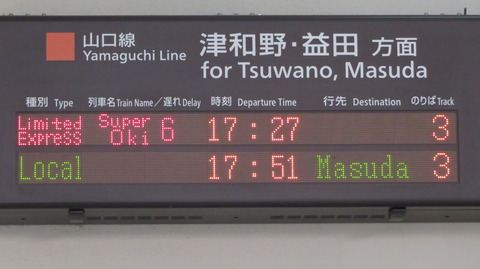 山口線 津和野・益田 方面
Yamaguchi Line for Tsuwano, Masuda
種別 Type 列車名 Train Name/遅れ Delay 時刻 Departure Time 行先 Destination のりば Track
Limited Express Super Oki 6 17:27 3
Local 17:51 Masuda 3